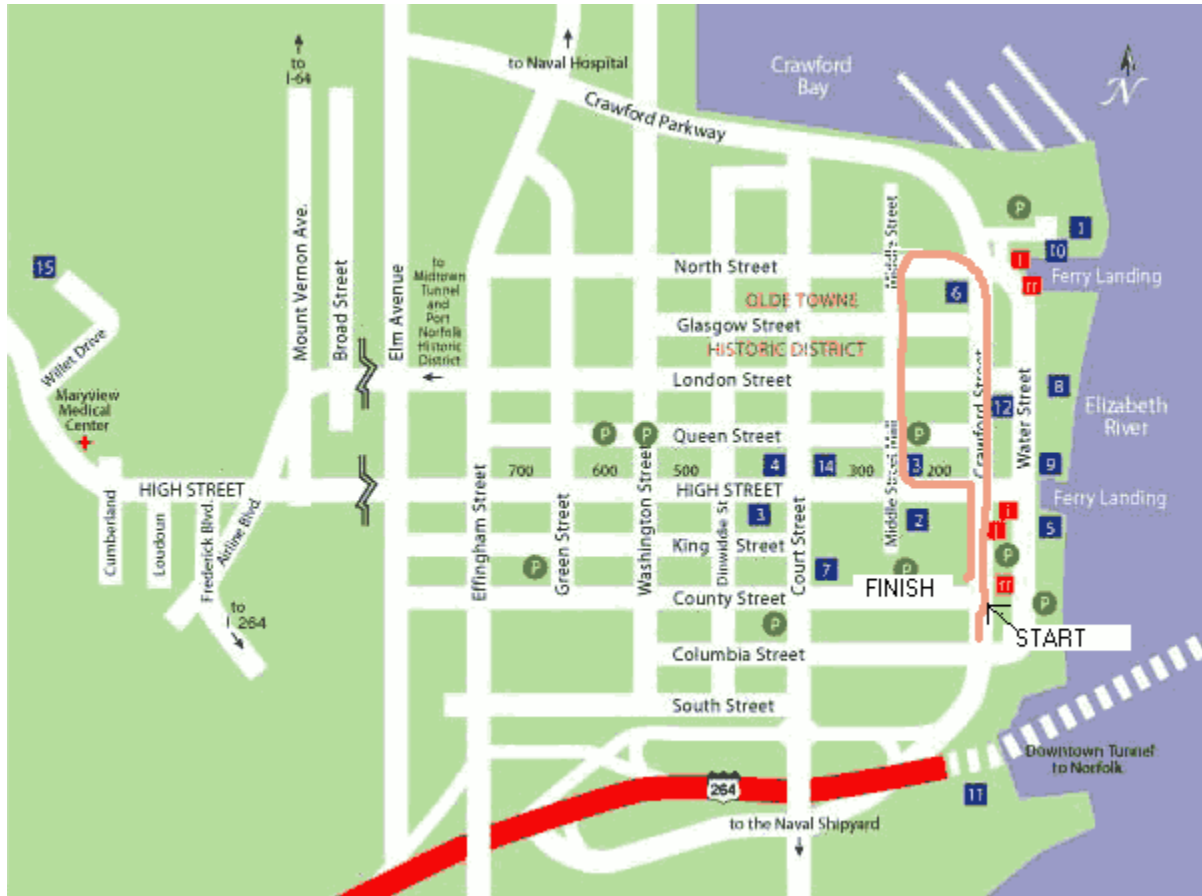 to Naval Hospital
Crawford
Bay
N
to
I-64
Crawford Parkway
P
1
10
15
Mount Vernon Ave.
Broad Street
Elm Avenue
to
Midtown
Tunnel
and
Port
Norfolk
Historic
District
North Street
Middle Street
6
Ferry Landing
OLDE TOWNE
Glasgow Street
HISTORIC DISTRICT
Willet Drive
London Street
Maryview
Medical
Center
Crawford Street
12
Water Street
8
Elizabeth
River
P
P
Queen Street
P
700
600
500
4
14
300
13
200
9
HIGH STREET
HIGH STREET
Ferry Landing
Cumberland
Loudoun
Frederick Blvd.
Airline Blvd.
Effingham Street
Green Street
Washington Street
Dinwiddie St
Court Street
3
2
5
King Street
P
7
P
P
FINISH
County Street
P
to
I 264
P
START
Columbia Street
South Street
Downtown Tunnel
to Norfolk
264
11
to the Naval Shipyard